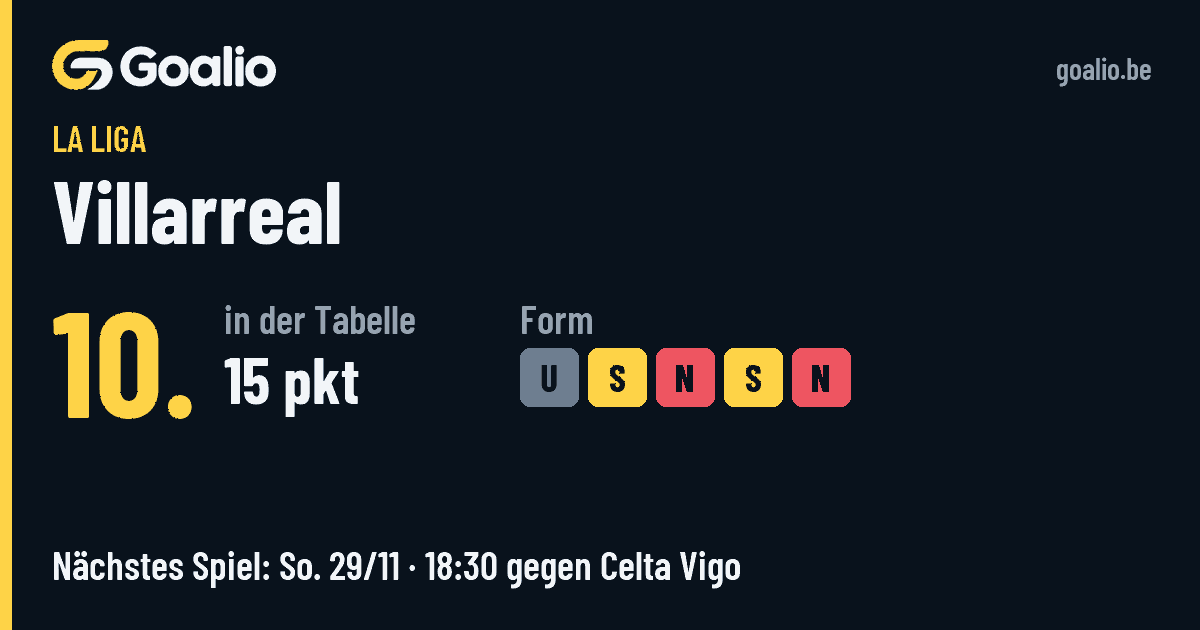 Goalio
goalio.be
LA LIGA
Villarreal
10.
in der Tabelle
15 pkt
Form
U S N S N
Nächstes Spiel: So. 29/11 · 18:30 gegen Celta Vigo